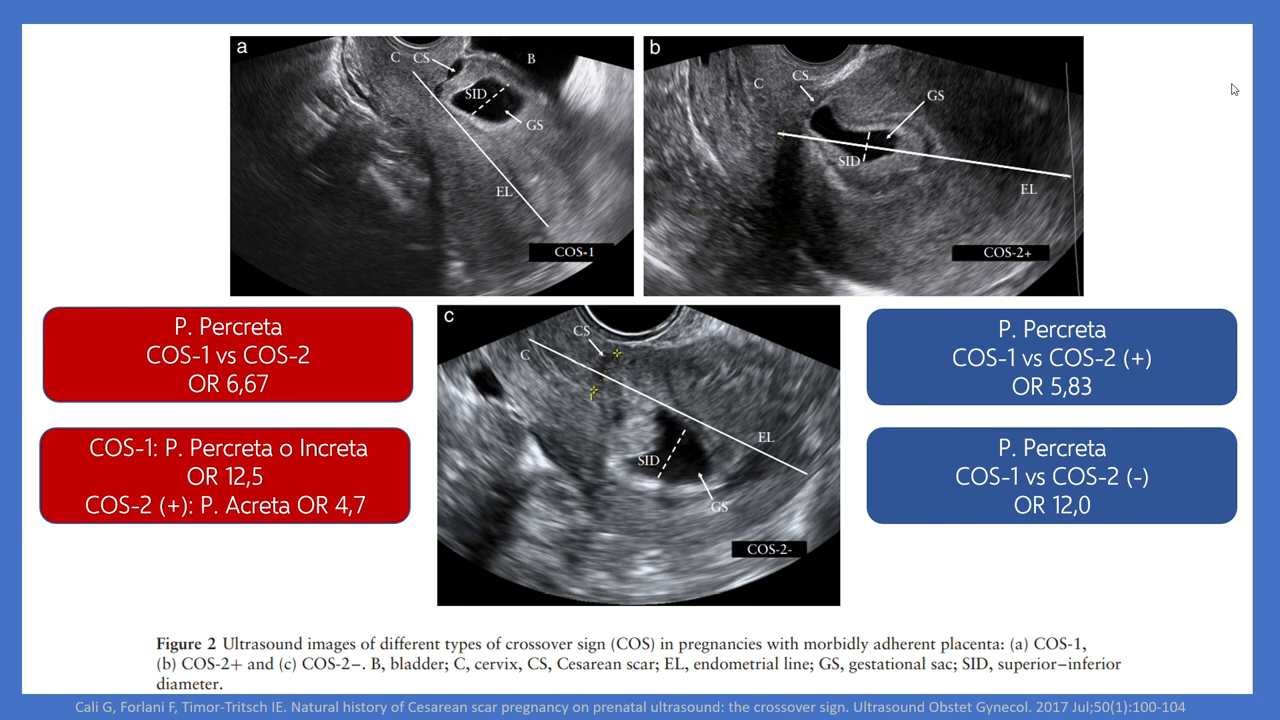 a
C
CS
B
SID
GS
EL
COS-1
b
C
CS
GS
SID
EL
COS-2+
P. Percreta
COS-1 vs COS-2
OR 6,67
COS-1: P. Percreta o Increta
OR 12,5
COS-2 (+): P. Acreta OR 4,7
c
CS
C
EL
SID
GS
COS-2-
P. Percreta
COS-1 vs COS-2 (+)
OR 5,83
P. Percreta
COS-1 vs COS-2 (-)
OR 12,0
Figure 2 Ultrasound images of different types of crossover sign (COS) in pregnancies with morbidly adherent placenta: (a) COS-1,
(b) COS-2+ and (c) COS-2−. B, bladder; C, cervix, CS, Cesarean scar; EL, endometrial line; GS, gestational sac; SID, superior–inferior
diameter.
Cali G, Forlani F, Timor-Tritsch IE. Natural history of Cesarean scar pregnancy on prenatal ultrasound: the crossover sign. Ultrasound Obstet Gynecol. 2017 Jul;50(1):100-104